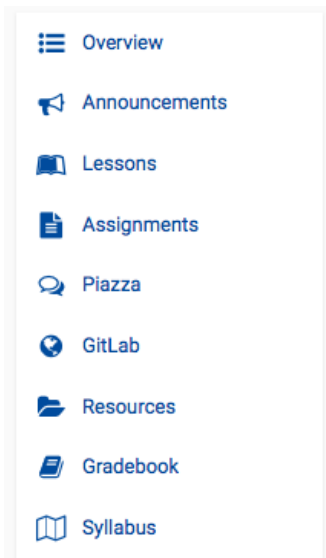 Overview
Announcements
Lessons
Assignments
Piazza
GitLab
Resources
Gradebook
Syllabus